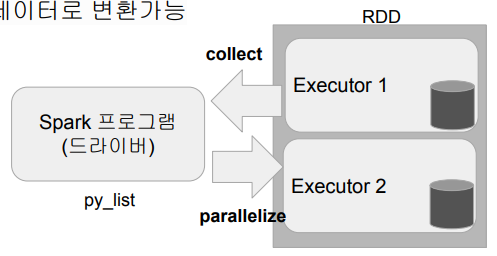 데이터로 변환가능
RDD
collect
Executor 1
Spark 프로그램
(드라이버)
Executor 2
py_list
parallelize